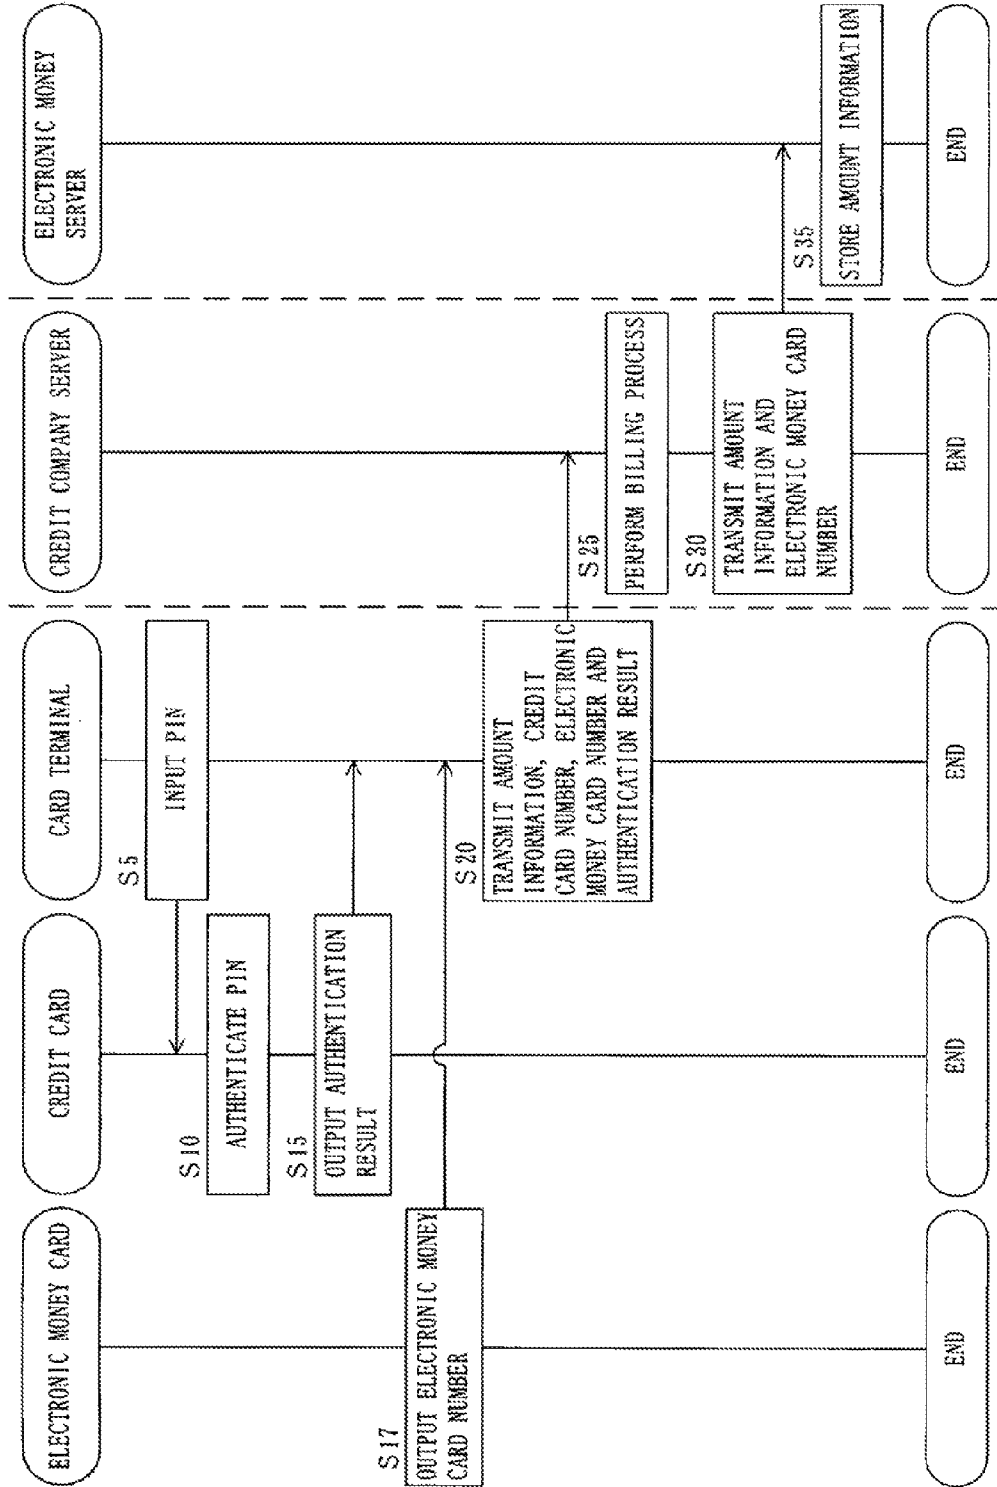 ELECTRONIC MONEY CARD
CREDIT CARD
CARD TERMINAL
CREDIT COMPANY SERVER
ELECTRONIC MONEY
SERVER
S5
INPUT PIN
S10
AUTHENTICATE PIN
S15
OUTPUT AUTHENTICATION
RESULT
S17
OUTPUT ELECTRONIC MONEY
CARD NUMBER
S20
TRANSMIT AMOUNT
INFORMATION, CREDIT
CARD NUMBER, ELECTRONIC
MONEY CARD NUMBER AND
AUTHENTICATION RESULT
S25
PERFORM BILLING PROCESS
S30
TRANSMIT AMOUNT
INFORMATION AND
ELECTRONIC MONEY CARD
NUMBER
S35
STORE AMOUNT INFORMATION
END
END
END
END
END